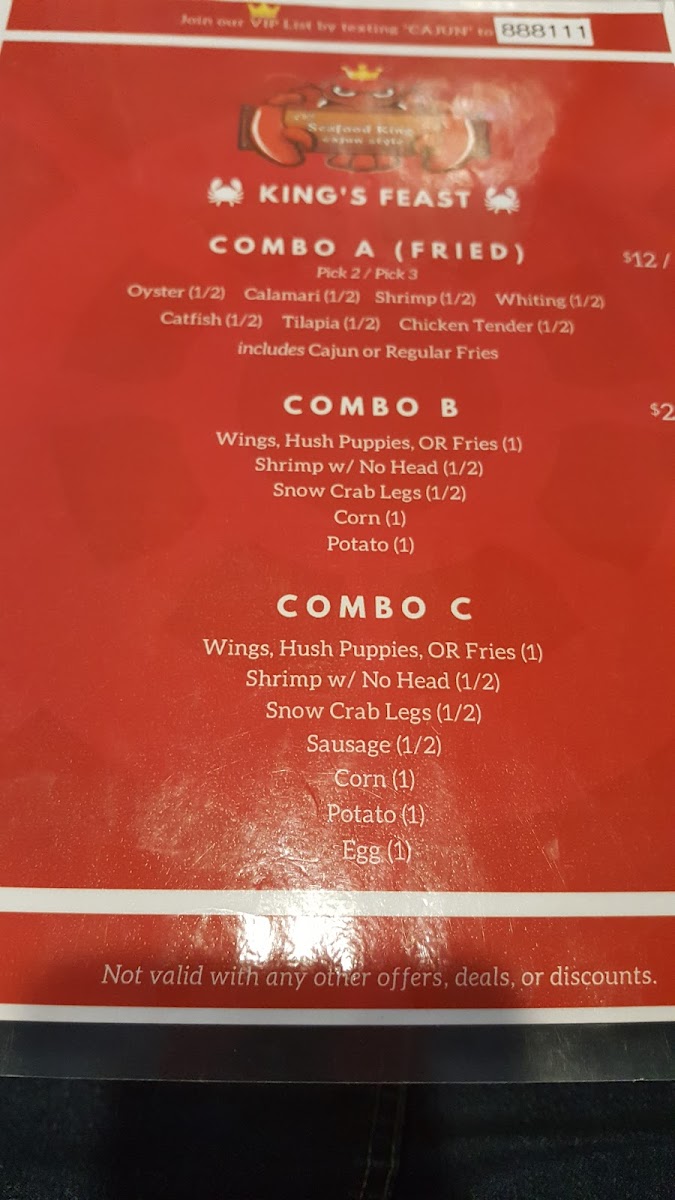 Join our VIP List by texting "CAJUN" to 888111
Seafood King
cajun style
KING'S FEAST
COMBO A (FRIED)
$12 /
Pick 2 / Pick 3
Oyster (1/2) Calamari (1/2) Shrimp (1/2) Whiting (1/2)
Catfish (1/2) Tilapia (1/2) Chicken Tender (1/2)
includes Cajun or Regular Fries
COMBO B
$2
Wings, Hush Puppies, OR Fries (1)
Shrimp w/ No Head (1/2)
Snow Crab Legs (1/2)
Corn (1)
Potato (1)
COMBO C
Wings, Hush Puppies, OR Fries (1)
Shrimp w/ No Head (1/2)
Snow Crab Legs (1/2)
Sausage (1/2)
Corn (1)
Potato (1)
Egg (1)
Not valid with any other offers, deals, or discounts.